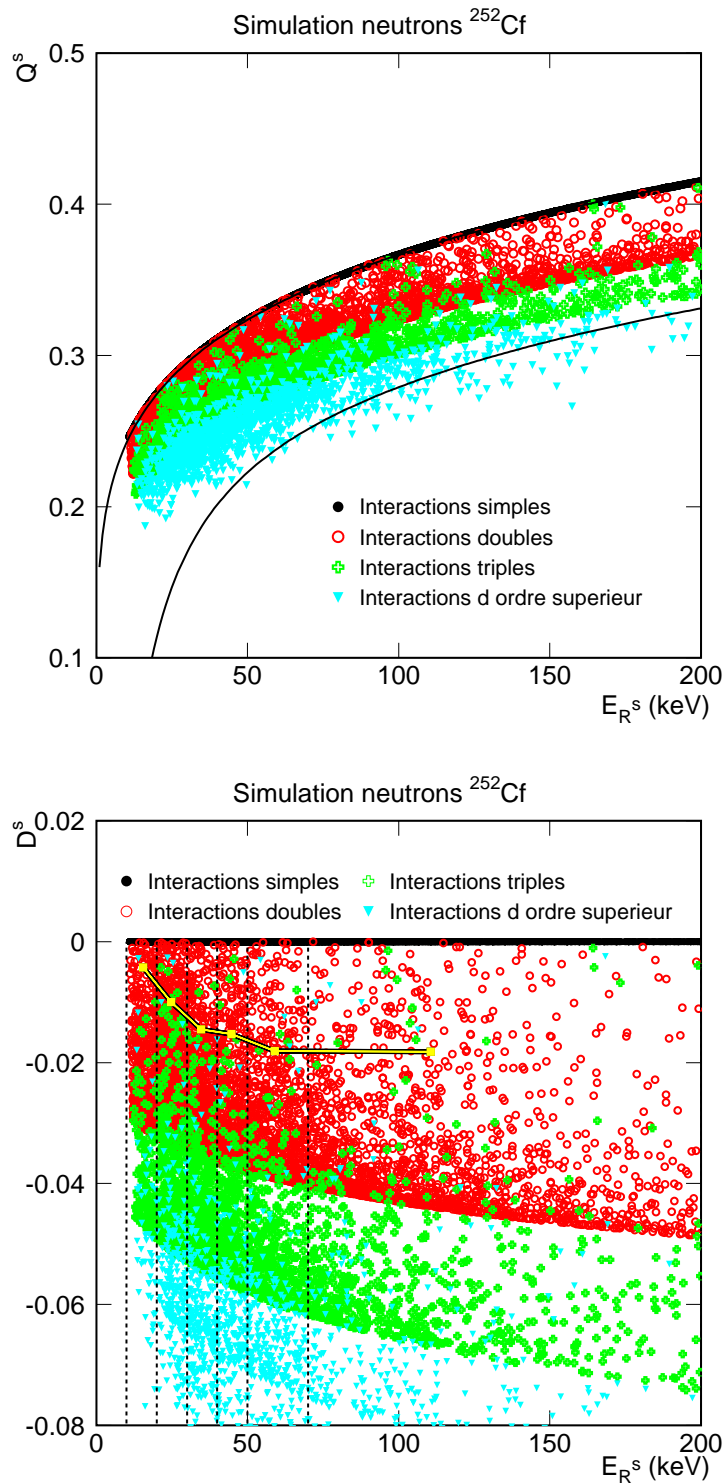 Simulation neutrons ²⁵²Cf
Qˢ
0.5
0.4
0.3
0.2
0.1
Interactions simples
Interactions doubles
Interactions triples
Interactions d ordre superieur
0 50 100 150 200
E_Rˢ (keV)
Simulation neutrons ²⁵²Cf
Dˢ
0.02
Interactions simples Interactions triples
Interactions doubles Interactions d ordre superieur
0
-0.02
-0.04
-0.06
-0.08
0 50 100 150 200
E_Rˢ (keV)